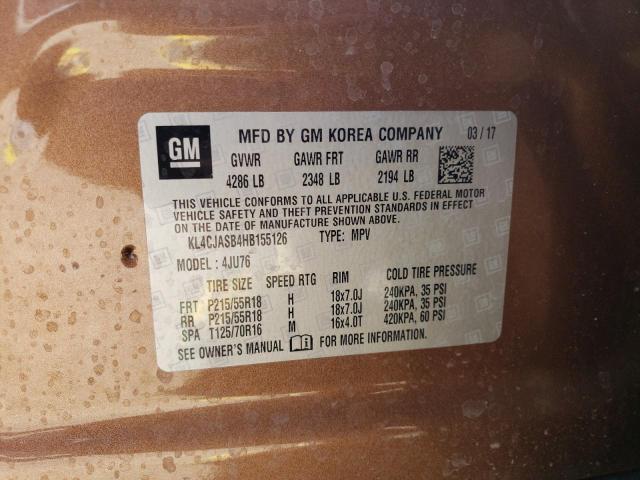 GM MFD BY GM KOREA COMPANY 03 / 17
GVWR GAWR FRT GAWR RR
4286 LB 2348 LB 2194 LB
THIS VEHICLE CONFORMS TO ALL APPLICABLE U.S. FEDERAL MOTOR
VEHICLE SAFETY AND THEFT PREVENTION STANDARDS IN EFFECT
ON THE DATE OF MANUFACTURE SHOWN ABOVE.
KL4CJASB4HB155126 TYPE: MPV
MODEL : 4JU76
TIRE SIZE SPEED RTG RIM COLD TIRE PRESSURE
FRT P215/55R18 H 18x7.0J 240KPA, 35 PSI
RR P215/55R18 H 18x7.0J 240KPA, 35 PSI
SPA T125/70R16 M 16x4.0T 420KPA, 60 PSI
SEE OWNER'S MANUAL i FOR MORE INFORMATION.